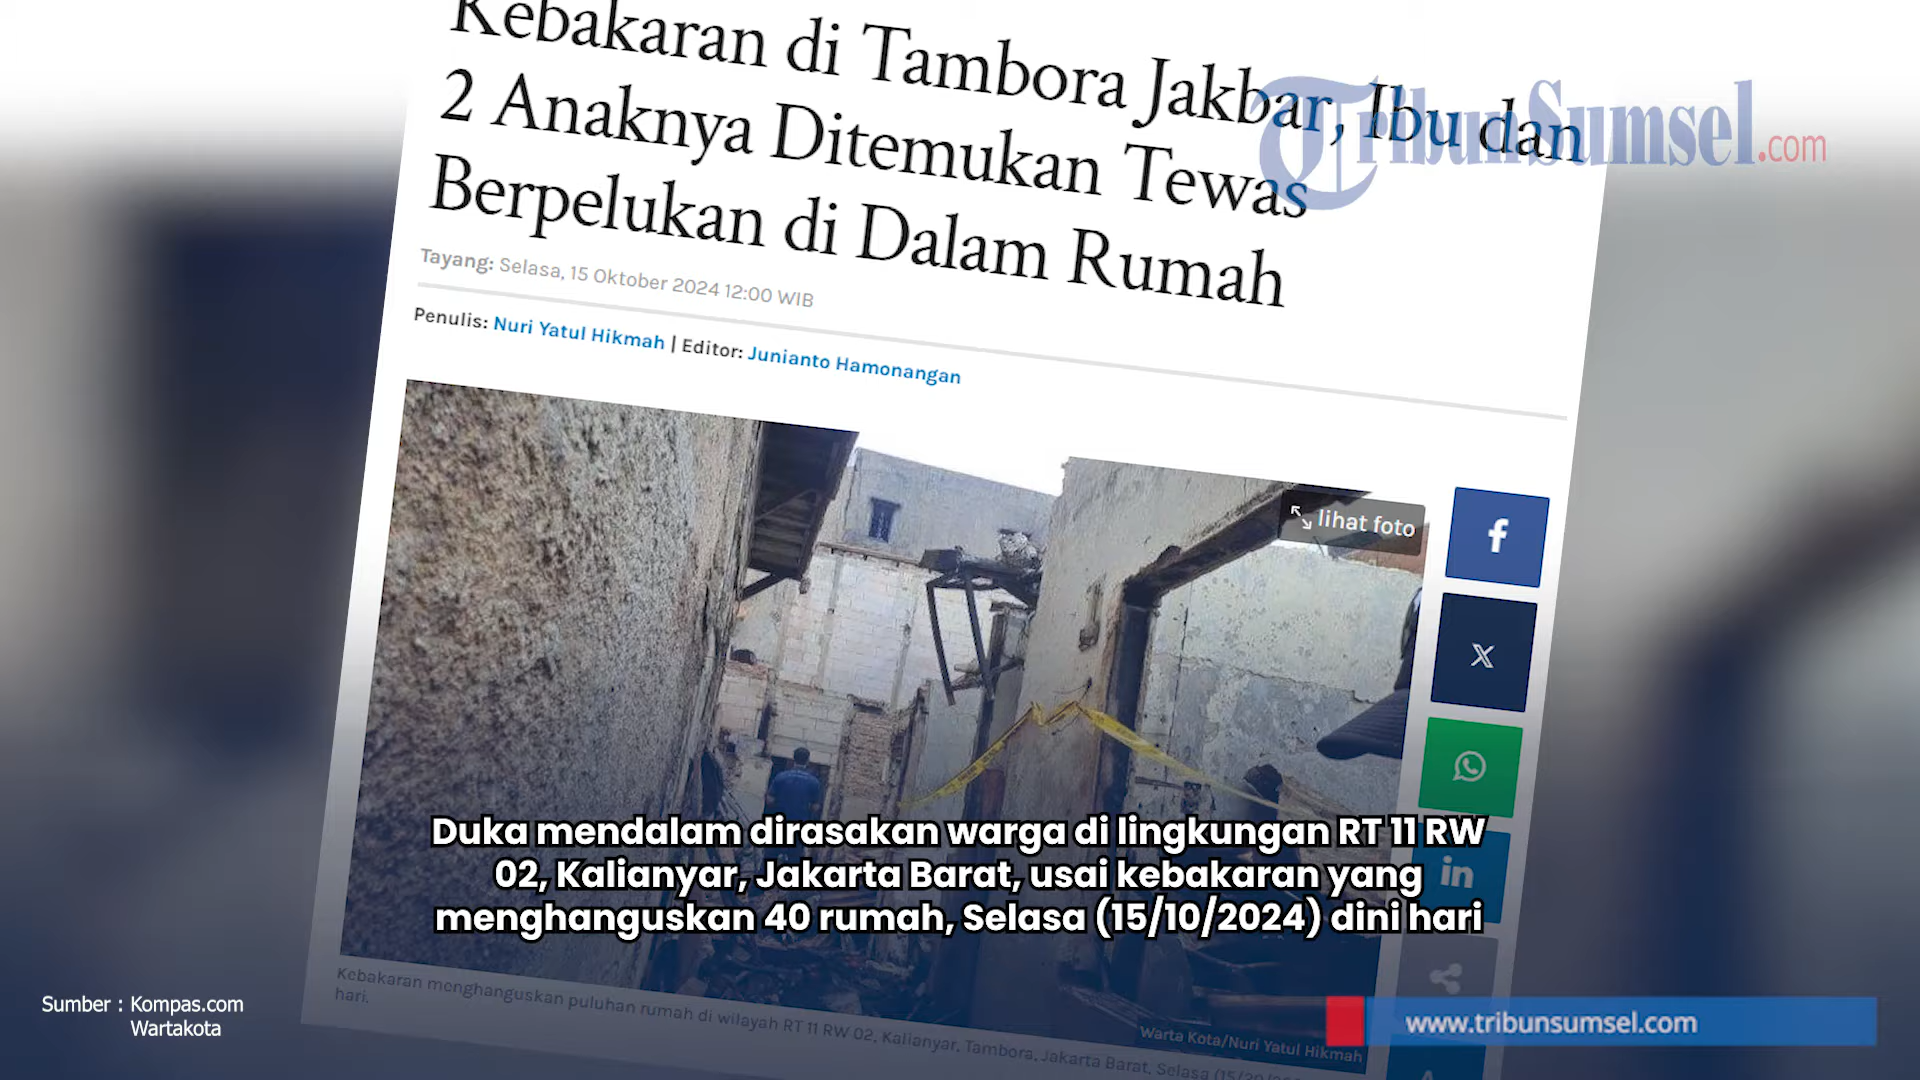 Kebakaran di Tambora Jakbar, Ibu dan
2 Anaknya Ditemukan Tewas
Berpelukan di Dalam Rumah
TribunSumsel.com
Tayang: Selasa, 15 Oktober 2024 12:00 WIB
Penulis: Nuri Yatul Hikmah | Editor: Junianto Hamonangan
lihat foto
Duka mendalam dirasakan warga di lingkungan RT 11 RW
02, Kalianyar, Jakarta Barat, usai kebakaran yang
menghanguskan 40 rumah, Selasa (15/10/2024) dini hari
Kebakaran menghanguskan puluhan rumah di wilayah RT 11 RW 02, Kalianyar, Tambora, Jakarta Barat, Selasa
hari.
Warta Kota/Nuri Yatul Hikmah
Sumber : Kompas.com
Wartakota
www.tribunsumsel.com